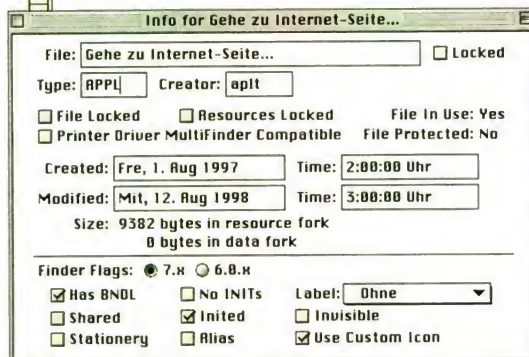 Info for Gehe zu Internet-Seite...
File: Gehe zu Internet-Seite... Locked
Type: APPL Creator: aplt
File Locked Resources Locked File In Use: Yes
Printer Driver MultiFinder Compatible File Protected: No
Created: Fre, 1. Aug 1997 Time: 2:00:00 Uhr
Modified: Mit, 12. Aug 1998 Time: 3:00:00 Uhr
Size: 9382 bytes in resource fork
0 bytes in data fork
Finder Flags: 7.x 6.0.x
Has BNDL No INITs Label: Ohne
Shared Inited Invisible
Stationery Alias Use Custom Icon